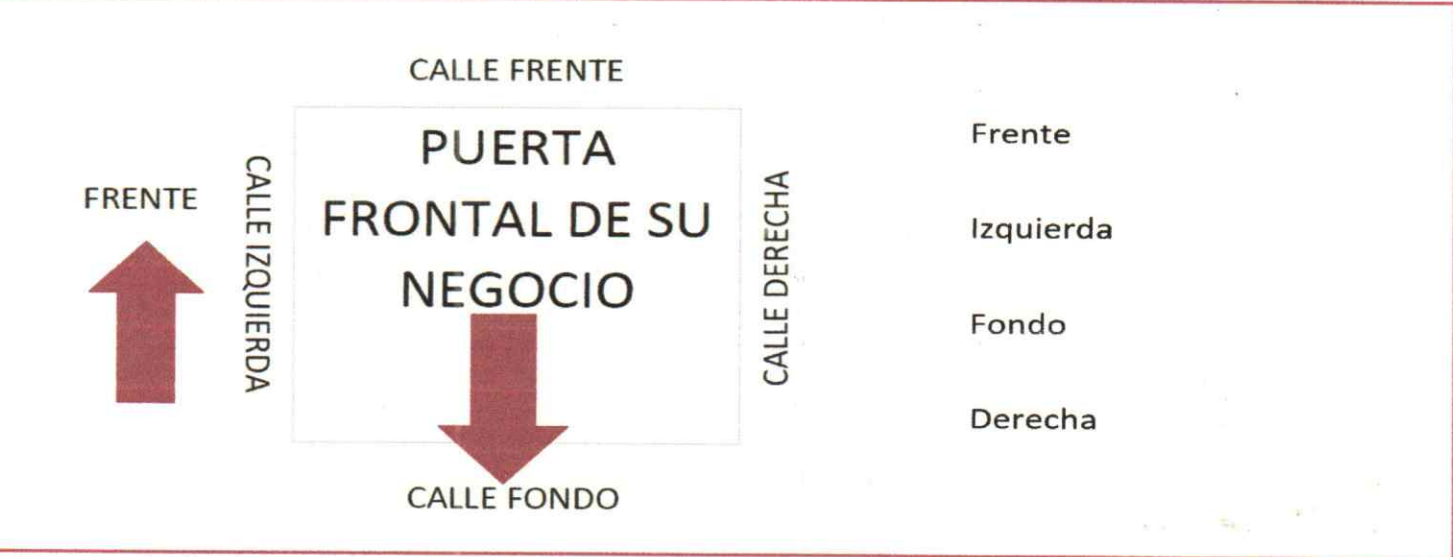 CALLE FRENTE
FRENTE
CALLE IZQUIERDA
PUERTA
FRONTAL DE SU
NEGOCIO
CALLE DERECHA
CALLE FONDO
Frente
Izquierda
Fondo
Derecha